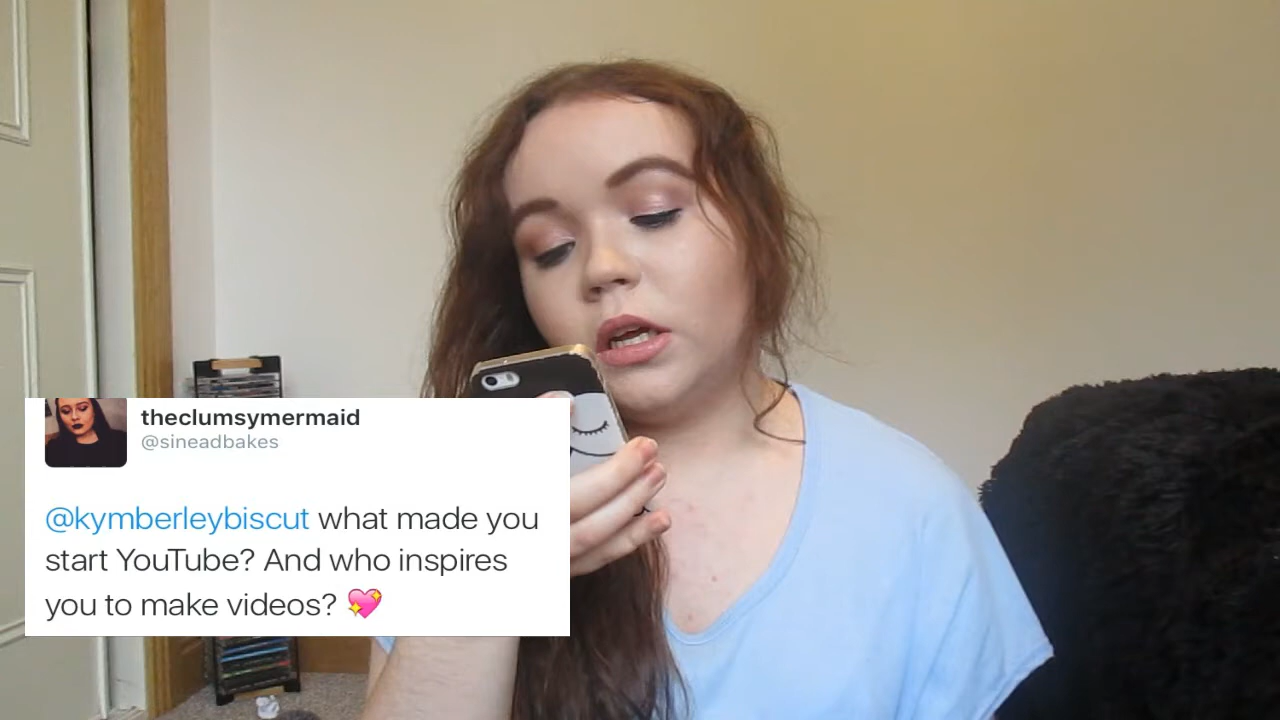 theclumsymermaid
@sineadbakes
@kymberleybiscut what made you
start YouTube? And who inspires
you to make videos? 💖